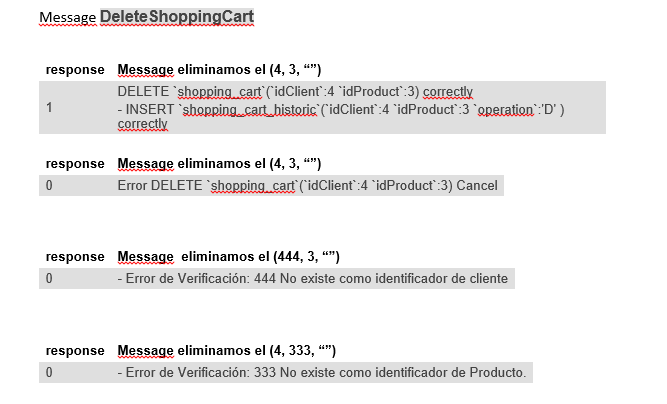 Message DeleteShoppingCart
response Message eliminamos el (4, 3, “”)
1 DELETE `shopping_cart`(`idClient`:4 `idProduct`:3) correctly
- INSERT `shopping_cart_historic`(`idClient`:4 `idProduct`:3 `operation`:'D' )
correctly
response Message eliminamos el (4, 3, “”)
0 Error DELETE `shopping_cart`(`idClient`:4 `idProduct`:3) Cancel
response Message eliminamos el (444, 3, “”)
0 - Error de Verificación: 444 No existe como identificador de cliente
response Message eliminamos el (4, 333, “”)
0 - Error de Verificación: 333 No existe como identificador de Producto.